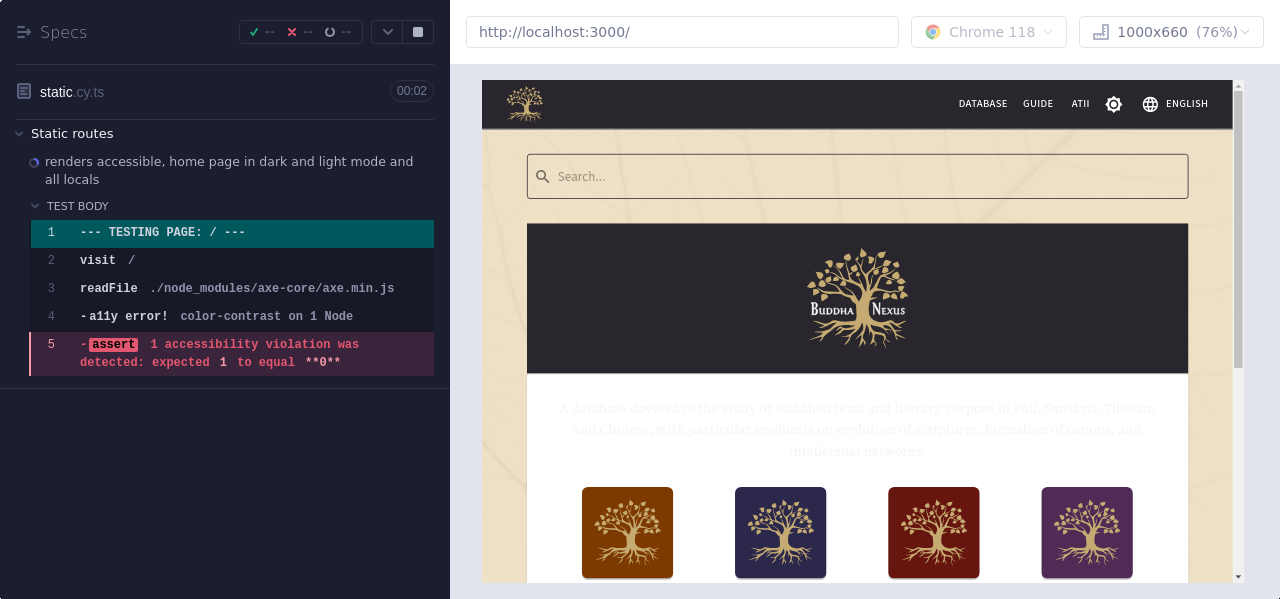 Specs
-- -- --
static.cy.ts
00:02
Static routes
renders accessible, home page in dark and light mode and
all locals
TEST BODY
1 --- TESTING PAGE: / ---
2 visit /
3 readFile ./node_modules/axe-core/axe.min.js
4 -a11y error! color-contrast on 1 Node
5 -assert 1 accessibility violation was
detected: expected 1 to equal **0**
http://localhost:3000/
Chrome 118
1000x660 (76%)
DATABASE GUIDE ATII ENGLISH
Search...
BUDDHA NEXUS
A database devoted to the study of Buddhist texts and literary corpora in Pāli, Sanskrit, Tibetan,
and Chinese, with particular emphasis on evolution of scriptures, formation of canons, and
intellectual networks.